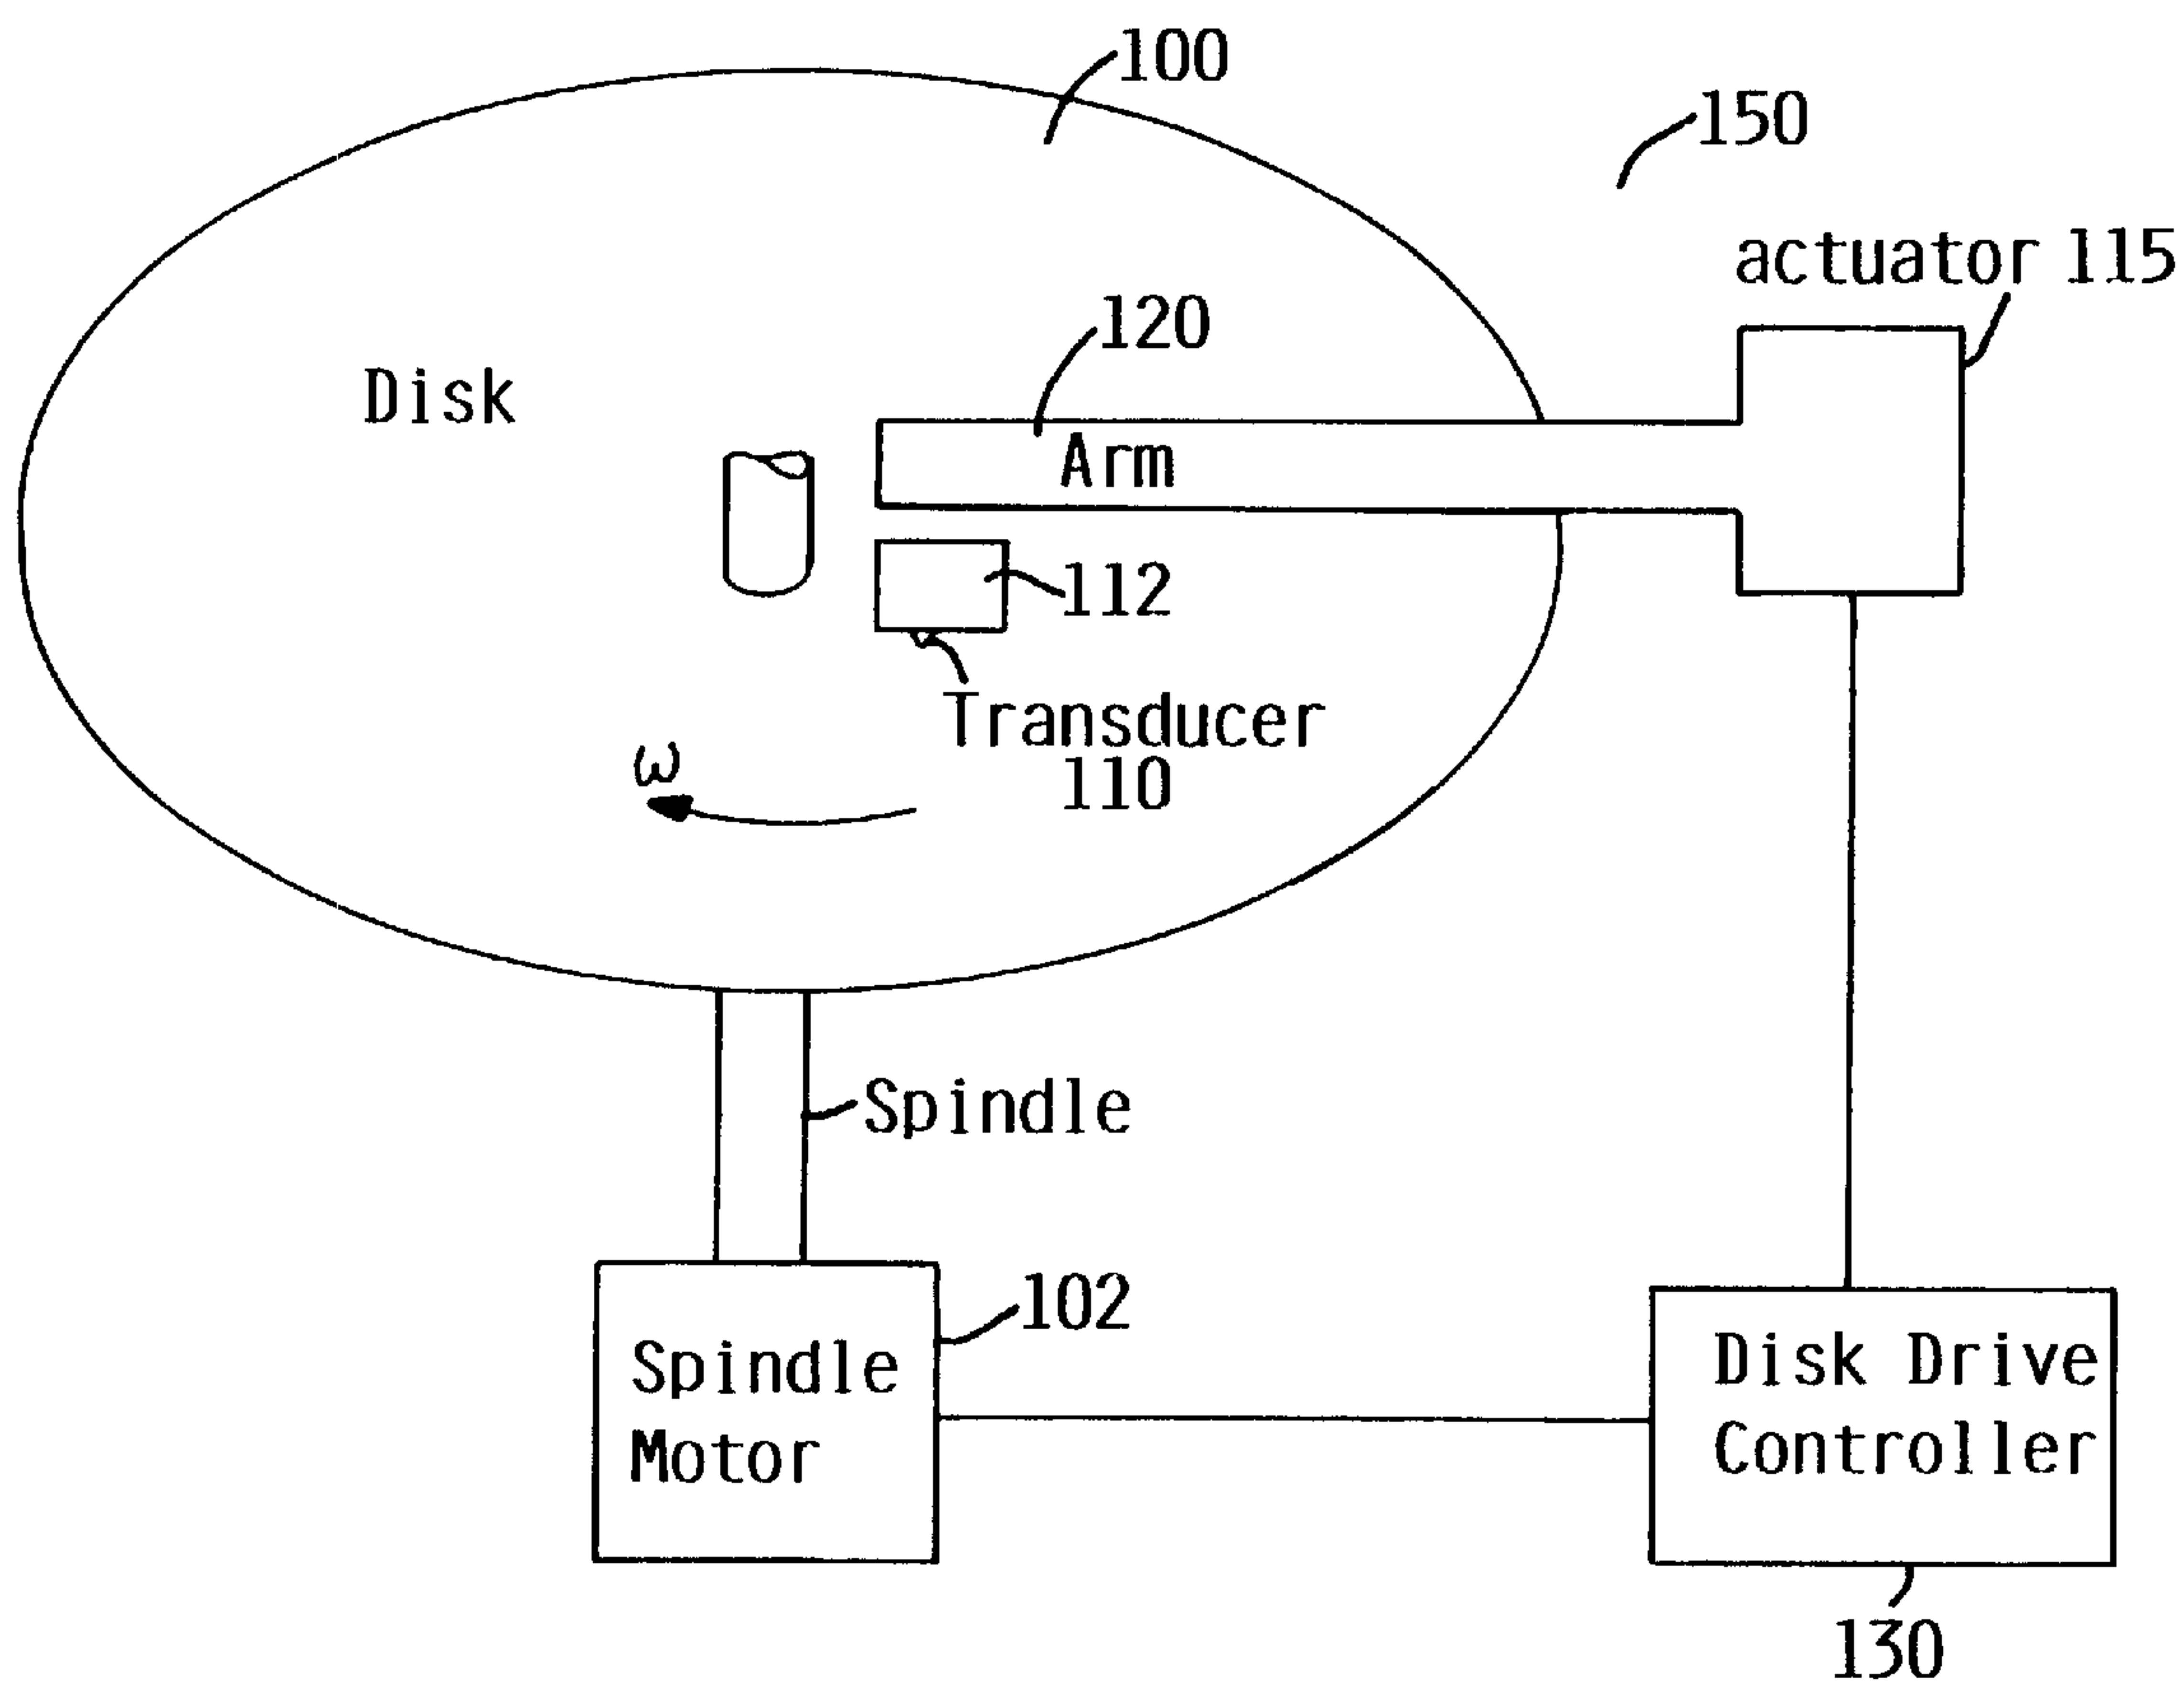 100
150
actuator 115
120
Disk
Arm
112
Transducer
110
ω
Spindle
102
Spindle
Motor
Disk Drive
Controller
130